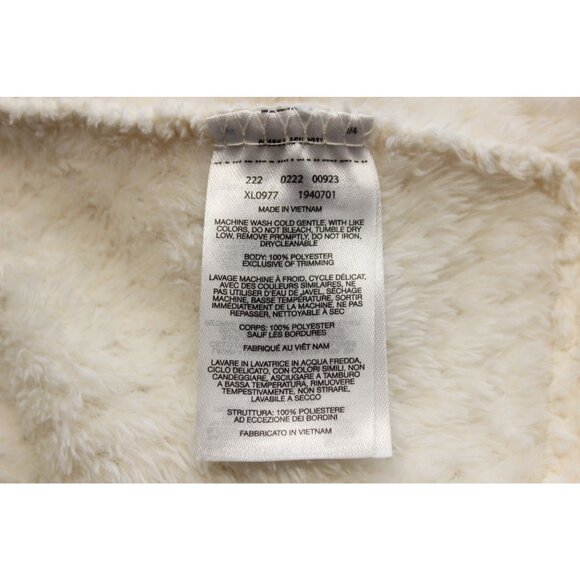 /4
222 0222 00923
XL0977 1940701
MADE IN VIETNAM
MACHINE WASH COLD GENTLE, WITH LIKE
COLORS, DO NOT BLEACH, TUMBLE DRY
LOW, REMOVE PROMPTLY, DO NOT IRON,
DRYCLEANABLE
BODY: 100% POLYESTER
EXCLUSIVE OF TRIMMING
LAVAGE MACHINE À FROID, CYCLE DÉLICAT,
AVEC DES COULEURS SIMILAIRES, NE
PAS UTILISER D'EAU DE JAVEL, SÉCHAGE
MACHINE, BASSE TEMPÉRATURE, SORTIR
IMMÉDIATEMENT DE LA MACHINE, NE PAS
REPASSER, NETTOYABLE À SEC
CORPS: 100% POLYESTER
SAUF LES BORDURES
FABRIQUÉ AU VIÊT NAM
LAVARE IN LAVATRICE IN ACQUA FREDDA,
CICLO DELICATO, CON COLORI SIMILI, NON
CANDEGGIARE, ASCIUGARE A TAMBURO
A BASSA TEMPERATURA, RIMUOVERE
TEMPESTIVAMENTE, NON STIRARE,
LAVABILE A SECCO
STRUTTURA: 100% POLIESTERE
AD ECCEZIONE DEI BORDINI
FABBRICATO IN VIETNAM